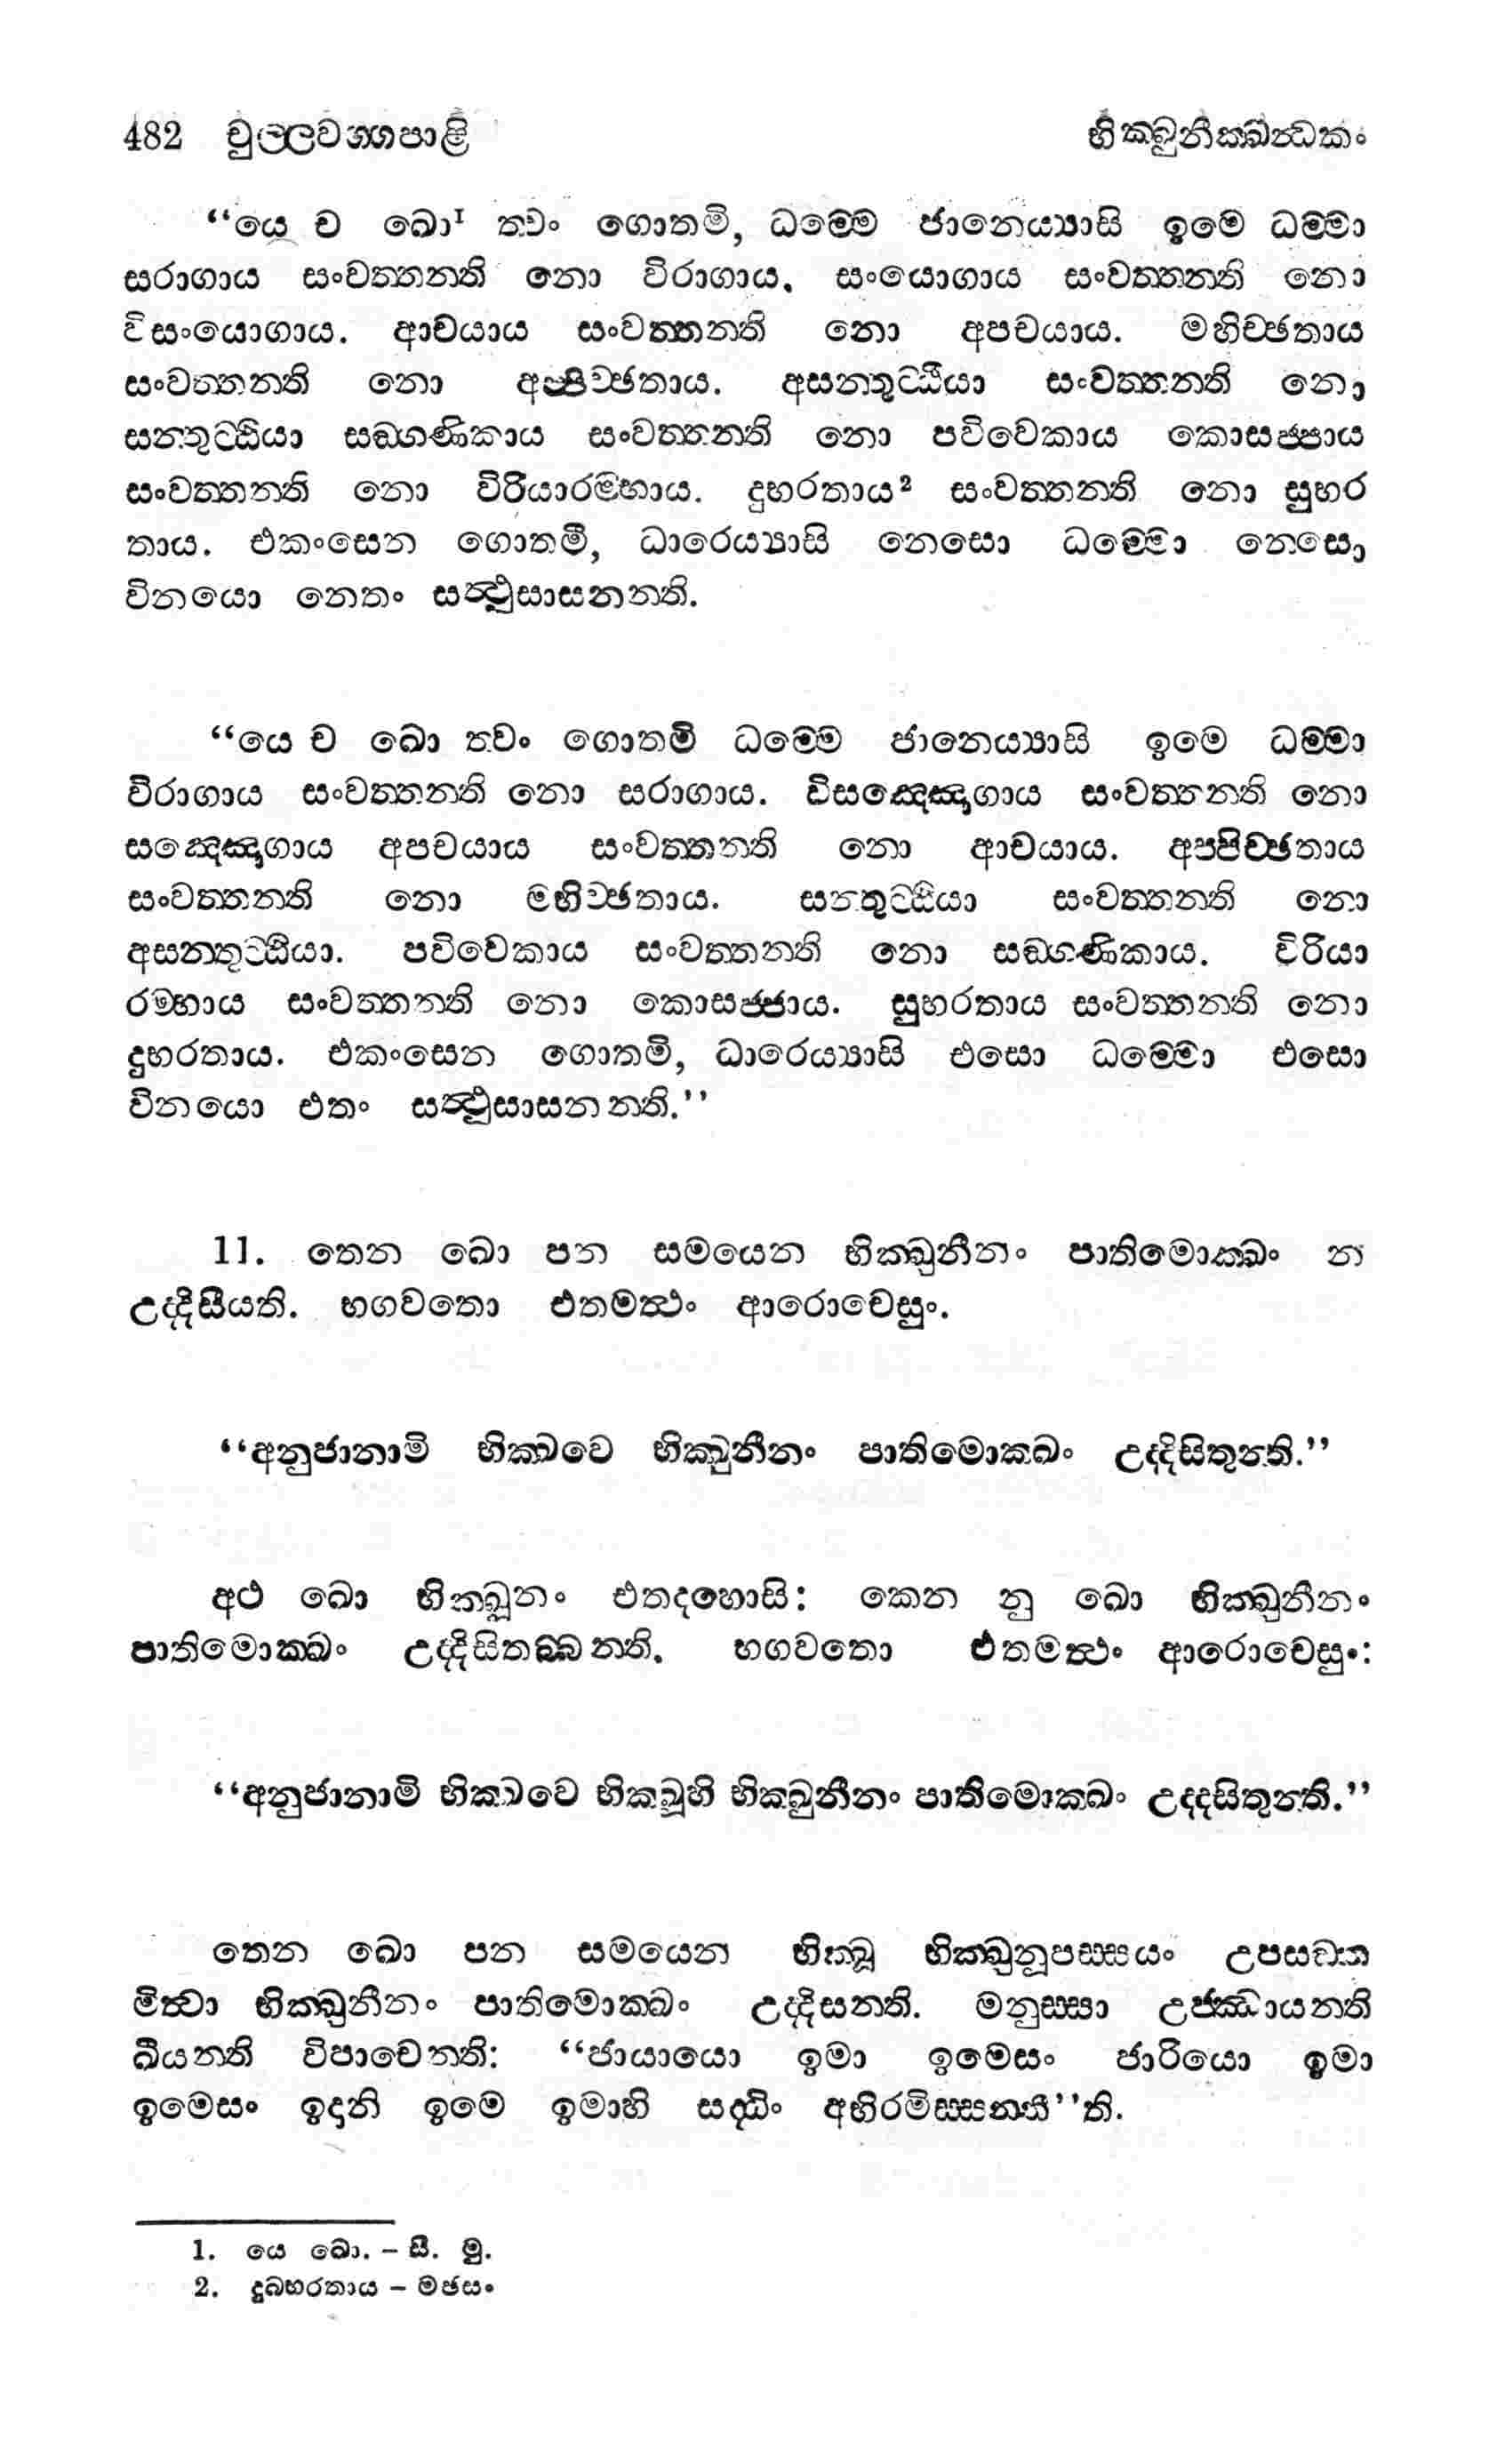 482 චුල්ලවග්ගපාළි භික්ඛුනීක්ඛන්ධකං
“යෙ ච ඛො¹ ත්වං ගොතමි, ධම්මෙ ජානෙය්‍යාසි ඉමෙ ධම්මා
සරාගාය සංවත්තන්ති නො විරාගාය. සංයොගාය සංවත්තන්ති නො
විසංයොගාය. ආචයාය සංවත්තන්ති නො අපචයාය. මහිච්ඡතාය
සංවත්තන්ති නො අප්පිච්ඡතාය. අසන්තුට්ඨියා සංවත්තන්ති නො
සන්තුට්ඨියා සඞ්ගණිකාය සංවත්තන්ති නො පවිවෙකාය කොසජ්ජාය
සංවත්තන්ති නො විරියාරම්භාය. දුභරතාය² සංවත්තන්ති නො සුභර
තාය. එකංසෙන ගොතමී, ධාරෙය්‍යාසි නෙසො ධම්මො නෙසො
විනයො නෙතං සත්ථුසාසනන්ති.
“යෙ ච ඛො ත්වං ගොතමි ධම්මෙ ජානෙය්‍යාසි ඉමෙ ධම්මා
විරාගාය සංවත්තන්ති නො සරාගාය. විසඤ්ඤොගාය සංවත්තන්ති නො
සඤ්ඤොගාය අපචයාය සංවත්තන්ති නො ආචයාය. අප්පිච්ඡතාය
සංවත්තන්ති නො මභිච්ඡතාය. සන්තුට්ඨියා සංවත්තන්ති නො
අසන්තුට්ඨියා. පවිවෙකාය සංවත්තන්ති නො සඞ්ගණිකාය. විරියා
රම්භාය සංවත්තන්ති නො කොසජ්ජාය. සුභරතාය සංවත්තන්ති නො
දුභරතාය. එකංසෙන ගොතමි, ධාරෙය්‍යාසි එසො ධම්මො එසො
විනයො එතං සත්ථුසාසනන්ති.’’
11. තෙන ඛො පන සමයෙන භික්ඛුනීනං පාතිමොක්ඛං න
උද්දිසීයති. භගවතො එතමත්ථං ආරොචෙසුං.
‘‘අනුජානාමි භික්ඛවෙ භික්ඛුනීනං පාතිමොක්ඛං උද්දිසිතුන්ති.’’
අථ ඛො භික්ඛූනං එතදහොසි: කෙන නු ඛො භික්ඛුනීනං
පාතිමොක්ඛං උද්දිසිතබ්බන්ති. භගවතො එතමත්ථං ආරොචෙසුං:
‘‘අනුජානාමි භික්ඛවෙ භික්ඛූහි භික්ඛුනීනං පාතිමොක්ඛං උද්දසිතුන්ති.’’
තෙන ඛො පන සමයෙන භික්ඛූ භික්ඛුනූපස්සයං උපසඞ්ක
මිත්වා භික්ඛුනීනං පාතිමොක්ඛං උද්දිසන්ති. මනුස්සා උජ්ඣායන්ති
ඛීයන්ති විපාචෙන්ති: ‘‘ජායායො ඉමා ඉමෙසං ජාරියො ඉමා
ඉමෙසං ඉදානි ඉමෙ ඉමාහි සද්ධිං අභිරමිස්සන්තී’’ති.
1. යෙ ඛො. – සී. මු.
2. දුබ්භරතාය – මඡසං